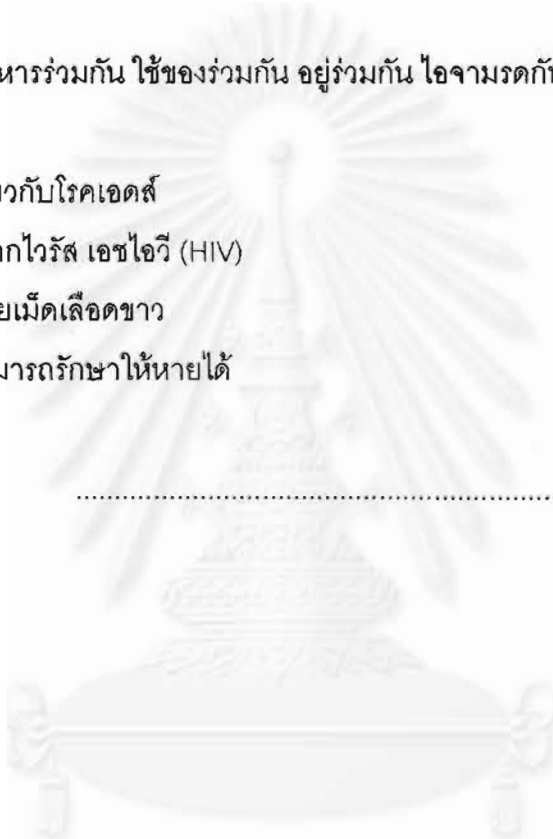 หารร่วมกัน ใช้ของร่วมกัน อยู่ร่วมกัน ไอจามรดกั
วกับโรคเอดส์
ากไวรัส เอชไอวี (HIV)
ยเม็ดเลือดขาว
มารถรักษาให้หายได้
................................................................